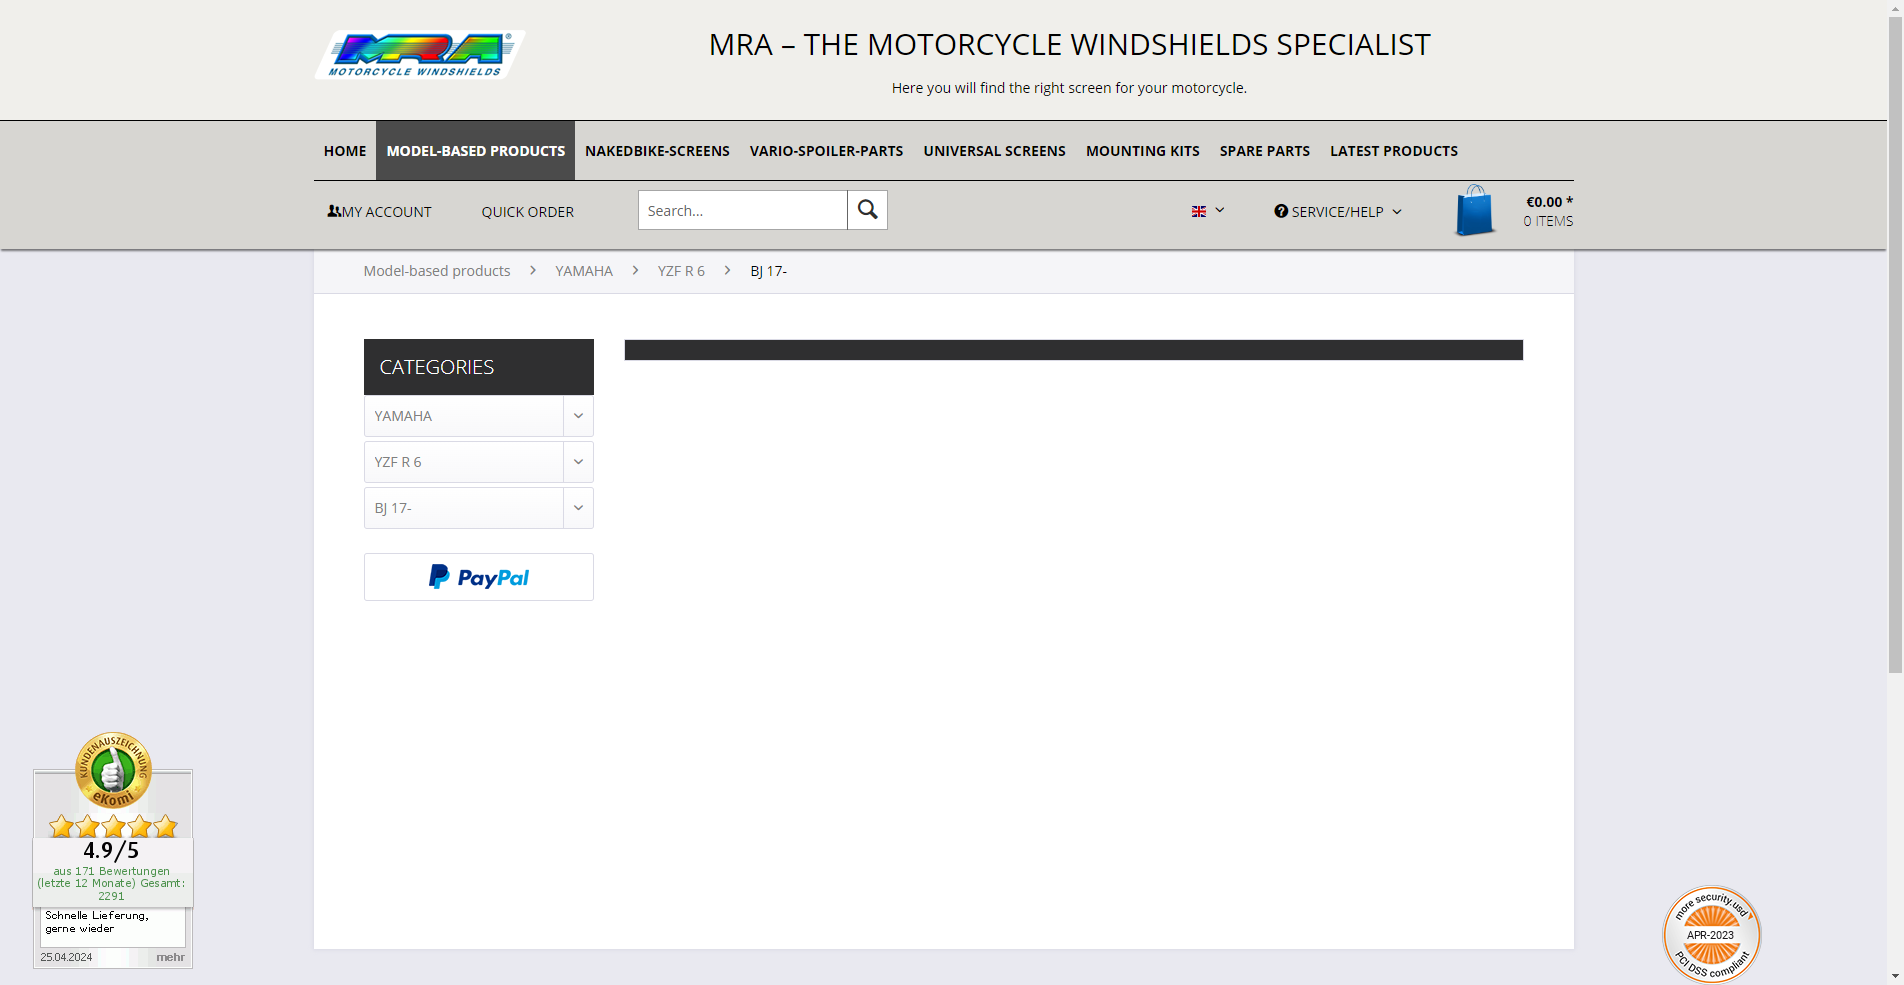 MRA®
MOTORCYCLE WINDSHIELDS
MRA – THE MOTORCYCLE WINDSHIELDS SPECIALIST
Here you will find the right screen for your motorcycle.
HOME MODEL-BASED PRODUCTS NAKEDBIKE-SCREENS VARIO-SPOILER-PARTS UNIVERSAL SCREENS MOUNTING KITS SPARE PARTS LATEST PRODUCTS
MY ACCOUNT QUICK ORDER Search... SERVICE/HELP €0.00 *
0 ITEMS
Model-based products YAMAHA YZF R 6 BJ 17-
CATEGORIES
YAMAHA
YZF R 6
BJ 17-
PayPal
KUNDENAUSZEICHNUNG
eKomi
4.9/5
aus 171 Bewertungen
(letzte 12 Monate) Gesamt:
2291
Schnelle Lieferung,
gerne wieder
25.04.2024 mehr
more security.usd
APR-2023
PCI DSS compliant